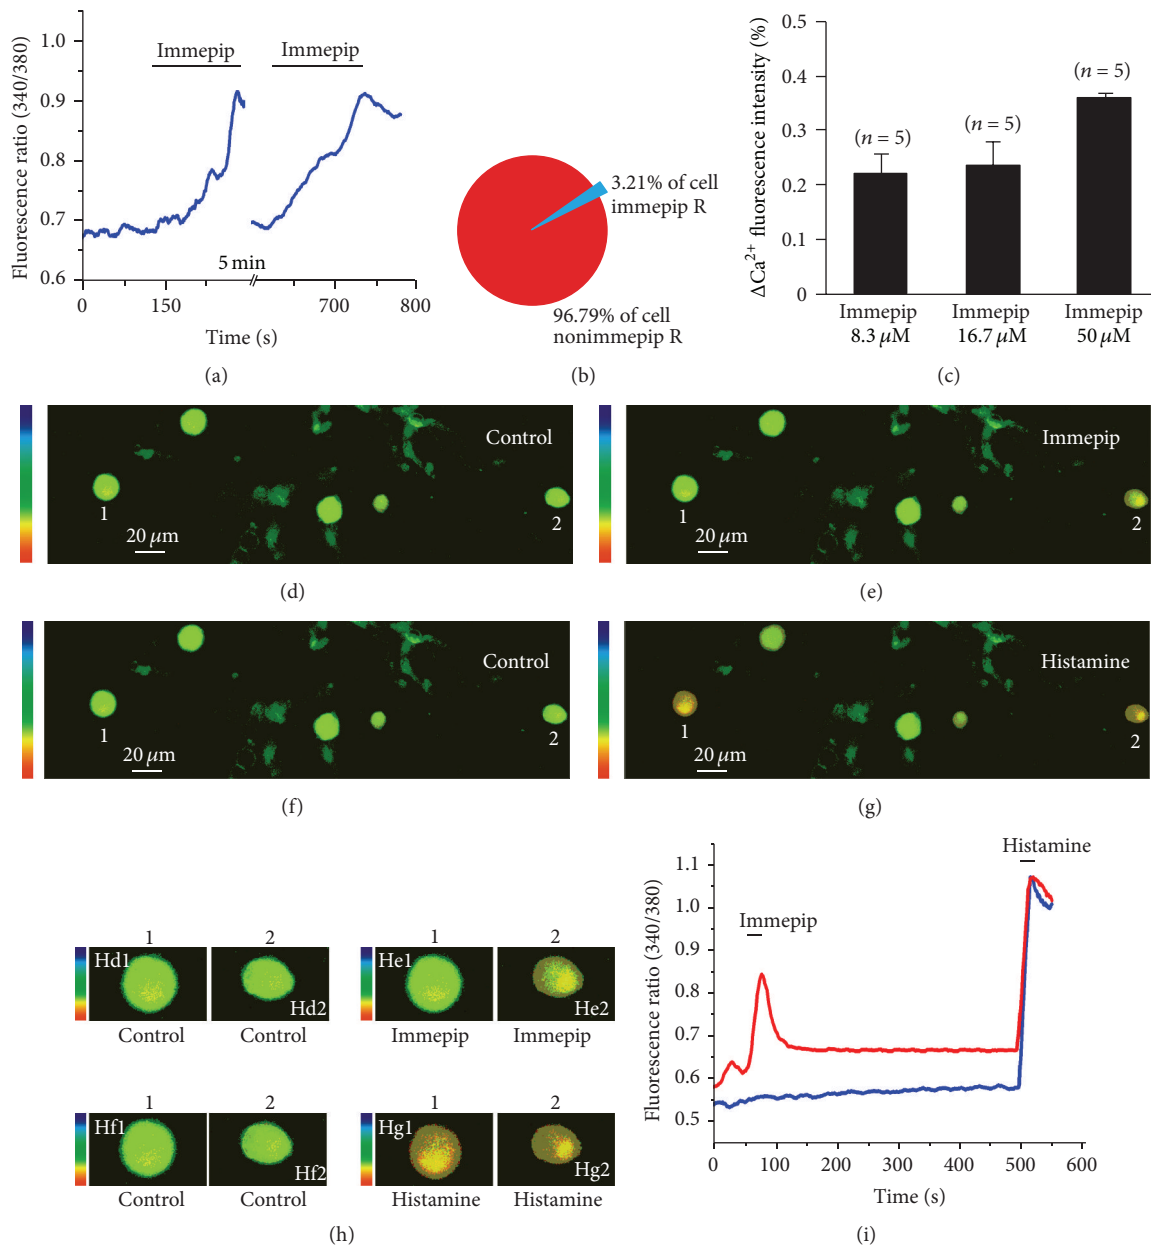 1.0
0.9
0.8
0.7
0.6
Fluorescence ratio (340/380)
Immepip
Immepip
5 min
0
150
700
800
Time (s)
(a)
3.21% of cell
immepip R
96.79% of cell
nonimmepip R
(b)
0.5
0.4
0.3
0.2
0.1
0
ΔCa²⁺ fluorescence intensity (%)
(n = 5)
(n = 5)
(n = 5)
Immepip
8.3 μM
Immepip
16.7 μM
Immepip
50 μM
(c)
Control
1
2
20 μm
(d)
Immepip
1
2
20 μm
(e)
Control
1
2
20 μm
(f)
Histamine
1
2
20 μm
(g)
1
2
Hd1
Hd2
Control
Control
1
2
He1
He2
Immepip
Immepip
1
2
Hf1
Hf2
Control
Control
1
2
Hg1
Hg2
Histamine
Histamine
(h)
Histamine
Immepip
1.1
1.0
0.9
0.8
0.7
0.6
0.5
Fluorescence ratio (340/380)
0
100
200
300
400
500
600
Time (s)
(i)